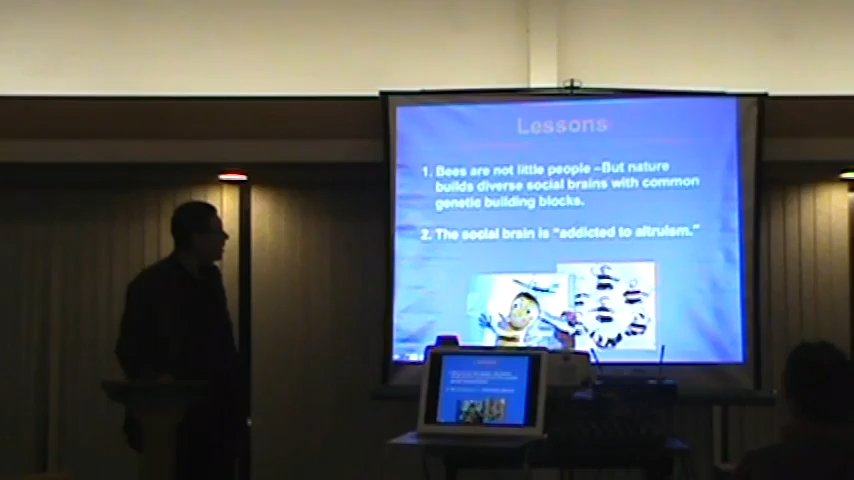 Lessons
1. Bees are not little people –But nature
builds diverse social brains with common
genetic building blocks.
2. The social brain is "addicted to altruism."